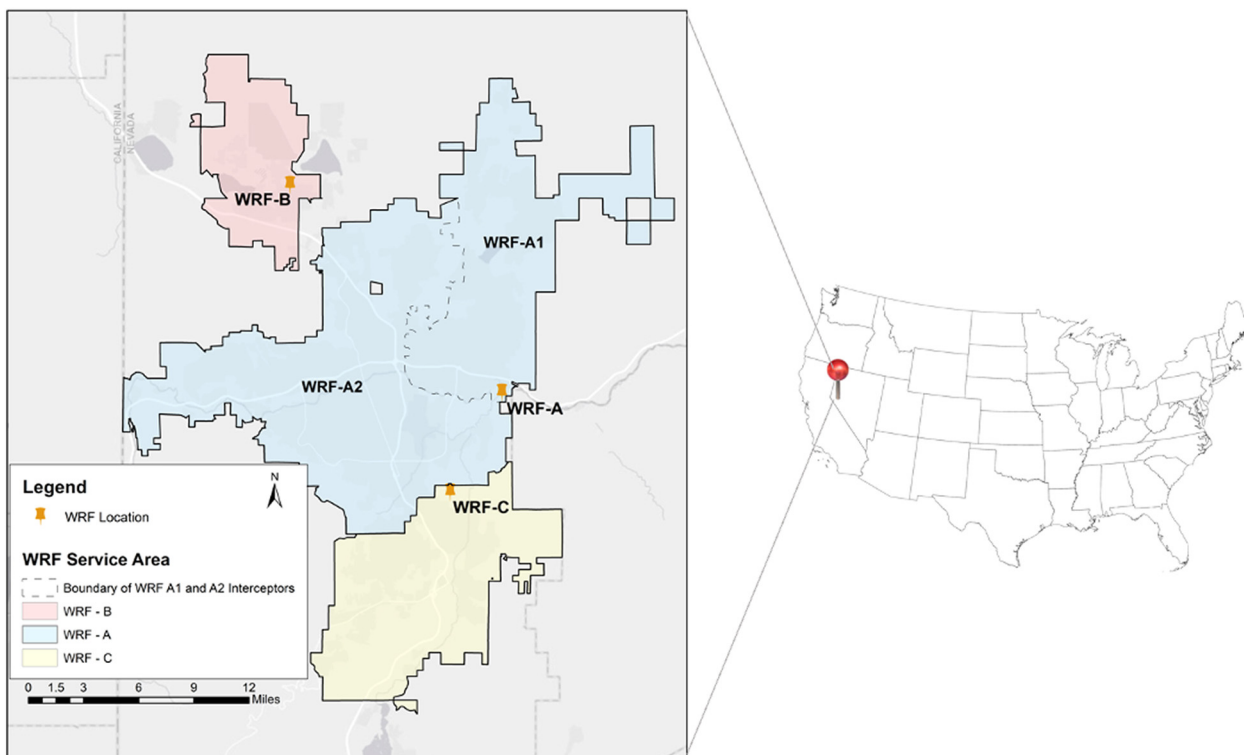 CALIFORNIA
NEVADA
WRF-B
WRF-A1
WRF-A2
WRF-A
WRF-C
Legend
N
WRF Location
WRF Service Area
Boundary of WRF A1 and A2 Interceptors
WRF - B
WRF - A
WRF - C
0 1.5 3 6 9 12
Miles